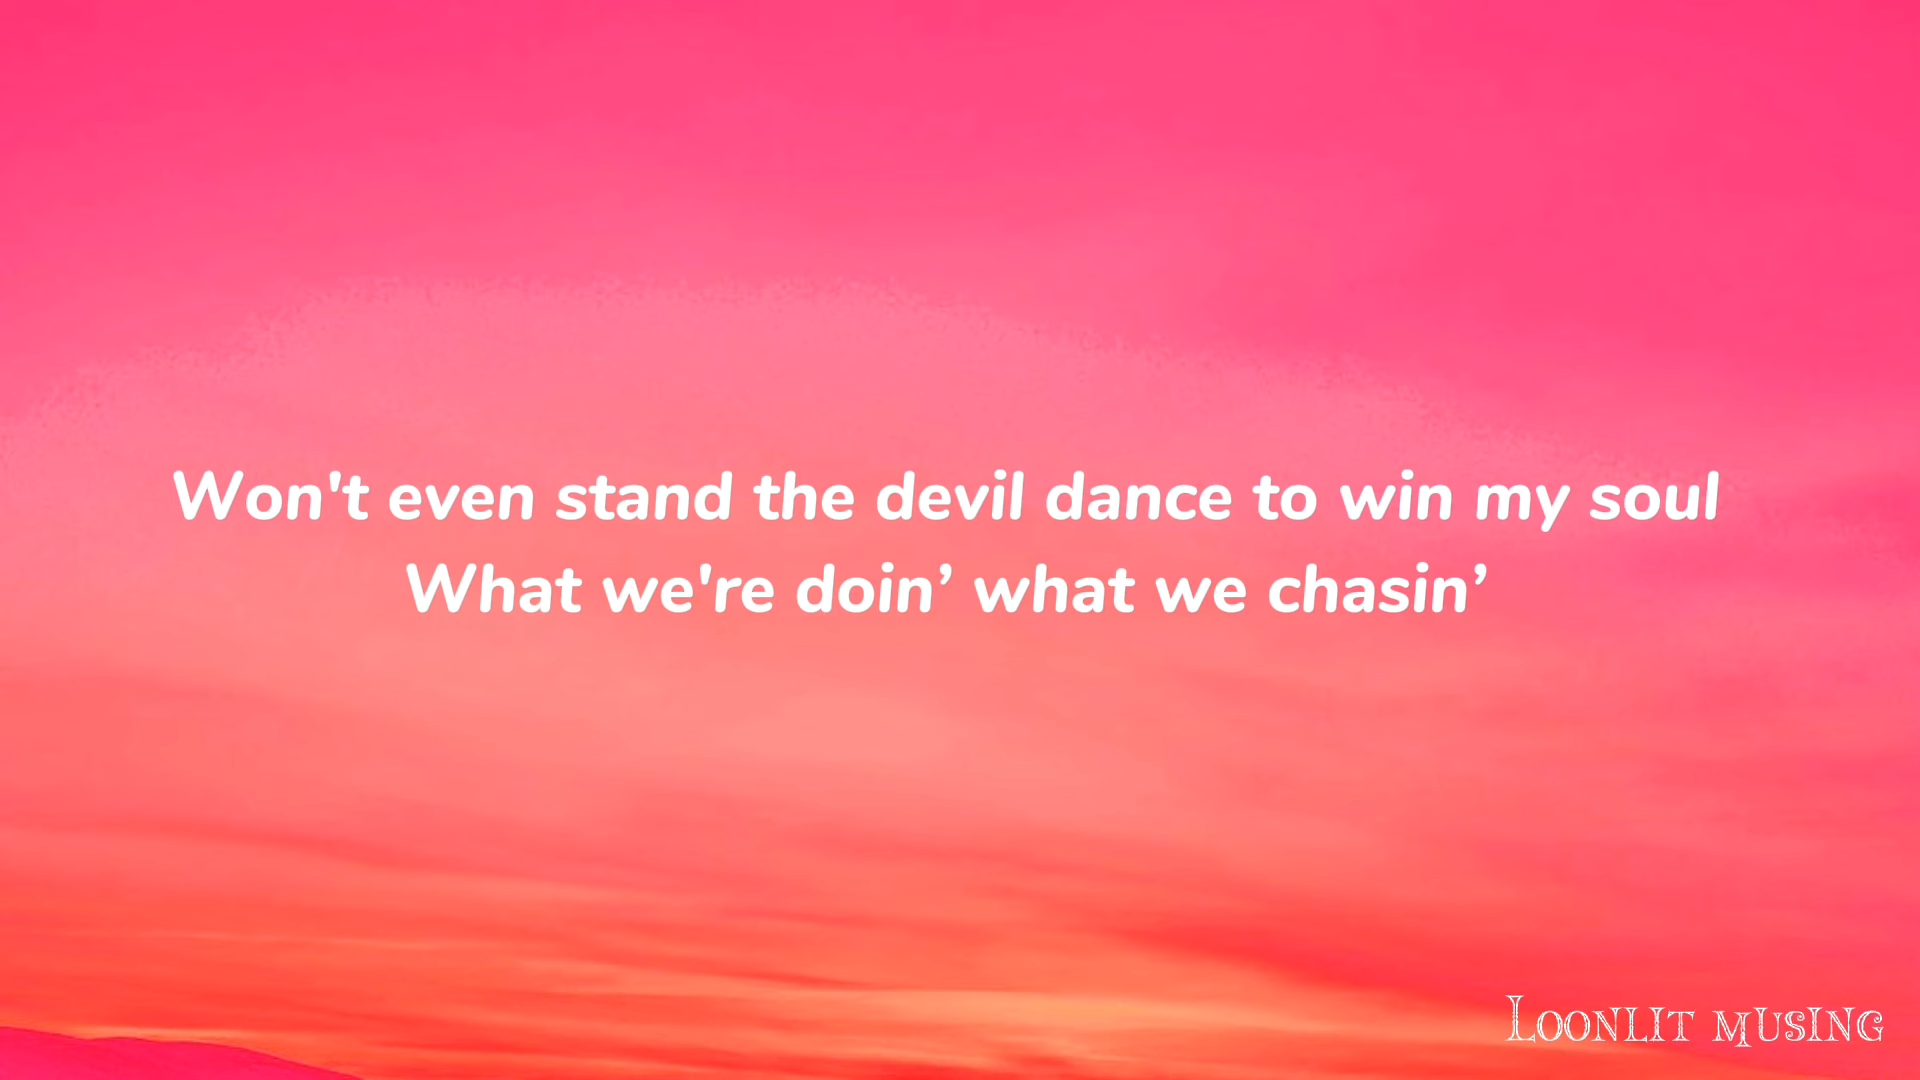 Won't even stand the devil dance to win my soul
What we're doin’ what we chasin’
Loonlit musing